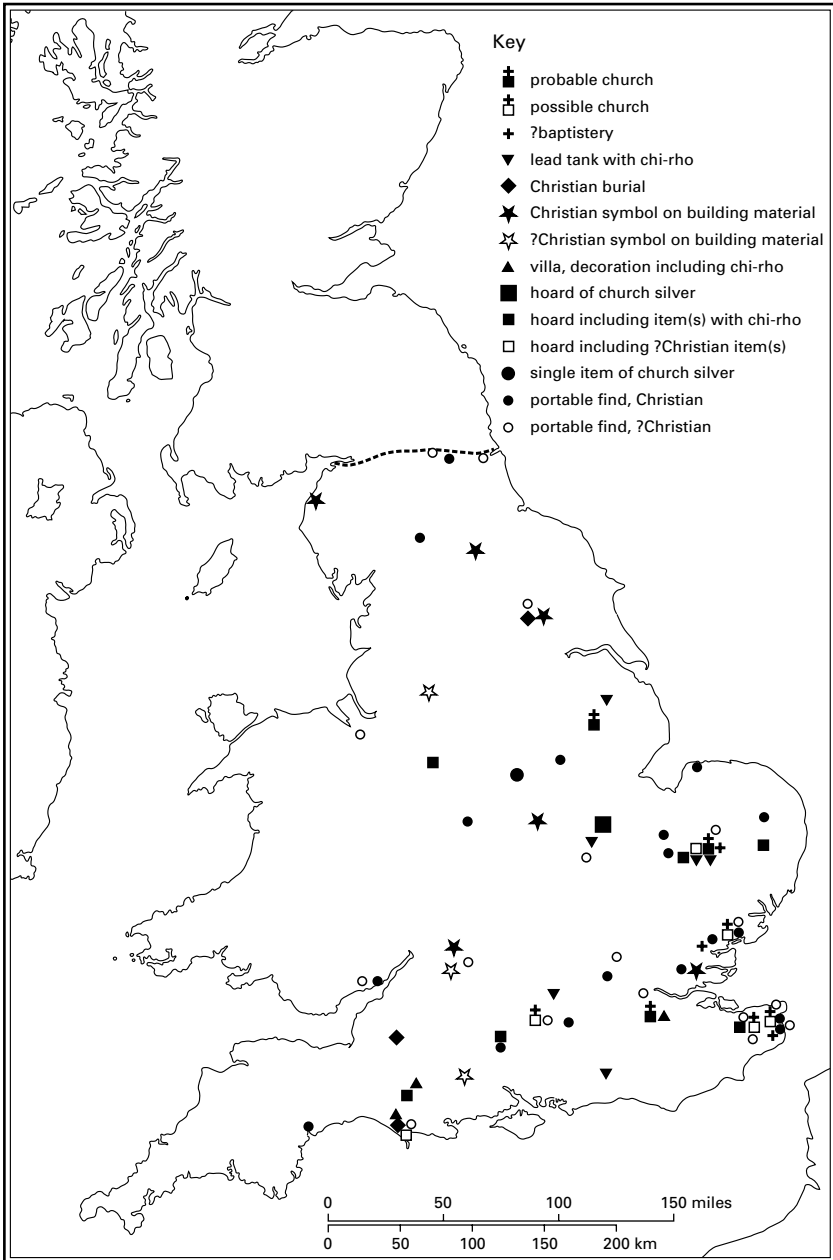 Key
probable church
possible church
?baptistery
lead tank with chi-rho
Christian burial
Christian symbol on building material
?Christian symbol on building material
villa, decoration including chi-rho
hoard of church silver
hoard including item(s) with chi-rho
hoard including ?Christian item(s)
single item of church silver
portable find, Christian
portable find, ?Christian
0 50 100 150 miles
0 50 100 150 200 km